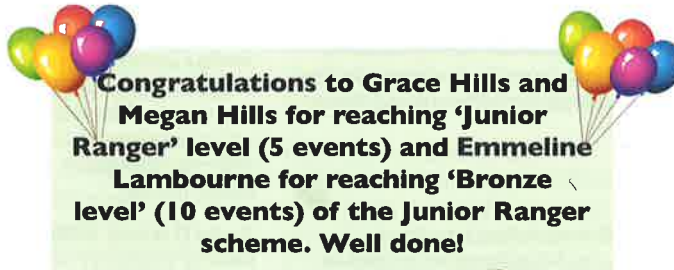 Congratulations to Grace Hills and
Megan Hills for reaching ‘Junior
Ranger’ level (5 events) and Emmeline
Lambourne for reaching ‘Bronze
level’ (10 events) of the Junior Ranger
scheme. Well done!